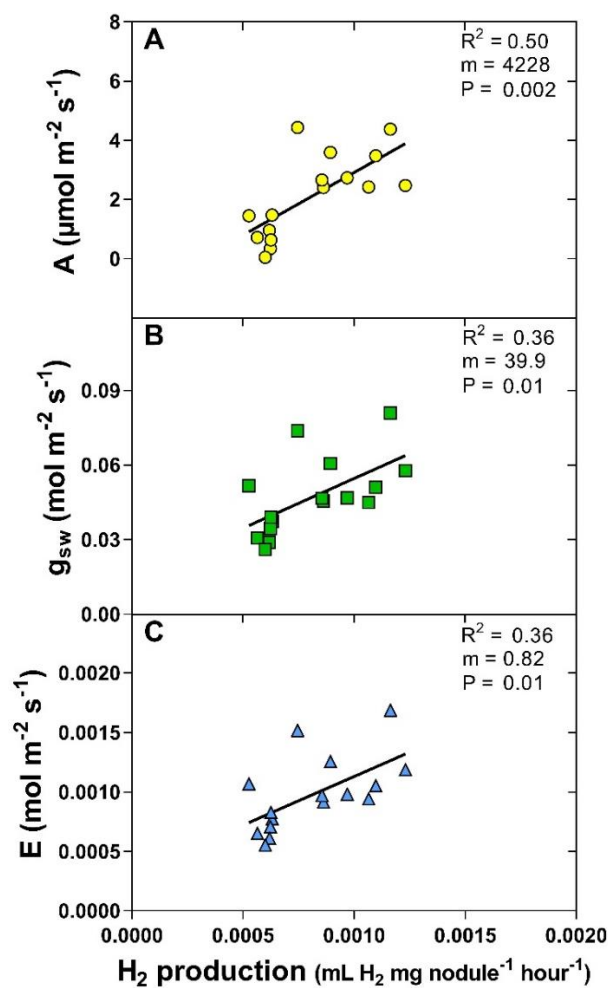 A
R² = 0.50
m = 4228
P = 0.002
8
6
4
2
0
A (µmol m⁻² s⁻¹)
B
R² = 0.36
m = 39.9
P = 0.01
0.09
0.06
0.03
0.00
g_sw (mol m⁻² s⁻¹)
C
R² = 0.36
m = 0.82
P = 0.01
0.0020
0.0015
0.0010
0.0005
0.0000
E (mol m⁻² s⁻¹)
0.0000 0.0005 0.0010 0.0015 0.0020
H₂ production (mL H₂ mg nodule⁻¹ hour⁻¹)